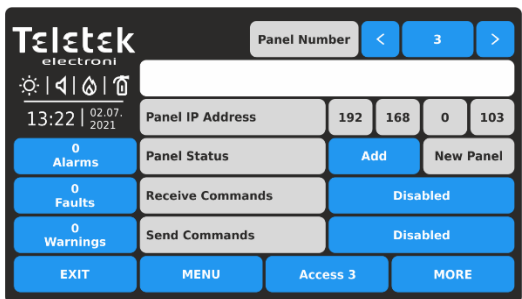 Teletek
electroni
Panel Number < 3 >
13:22 02.07.
2021
Panel IP Address 192 168 0 103
0
Alarms
Panel Status Add New Panel
0
Faults
Receive Commands Disabled
0
Warnings
Send Commands Disabled
EXIT MENU Access 3 MORE